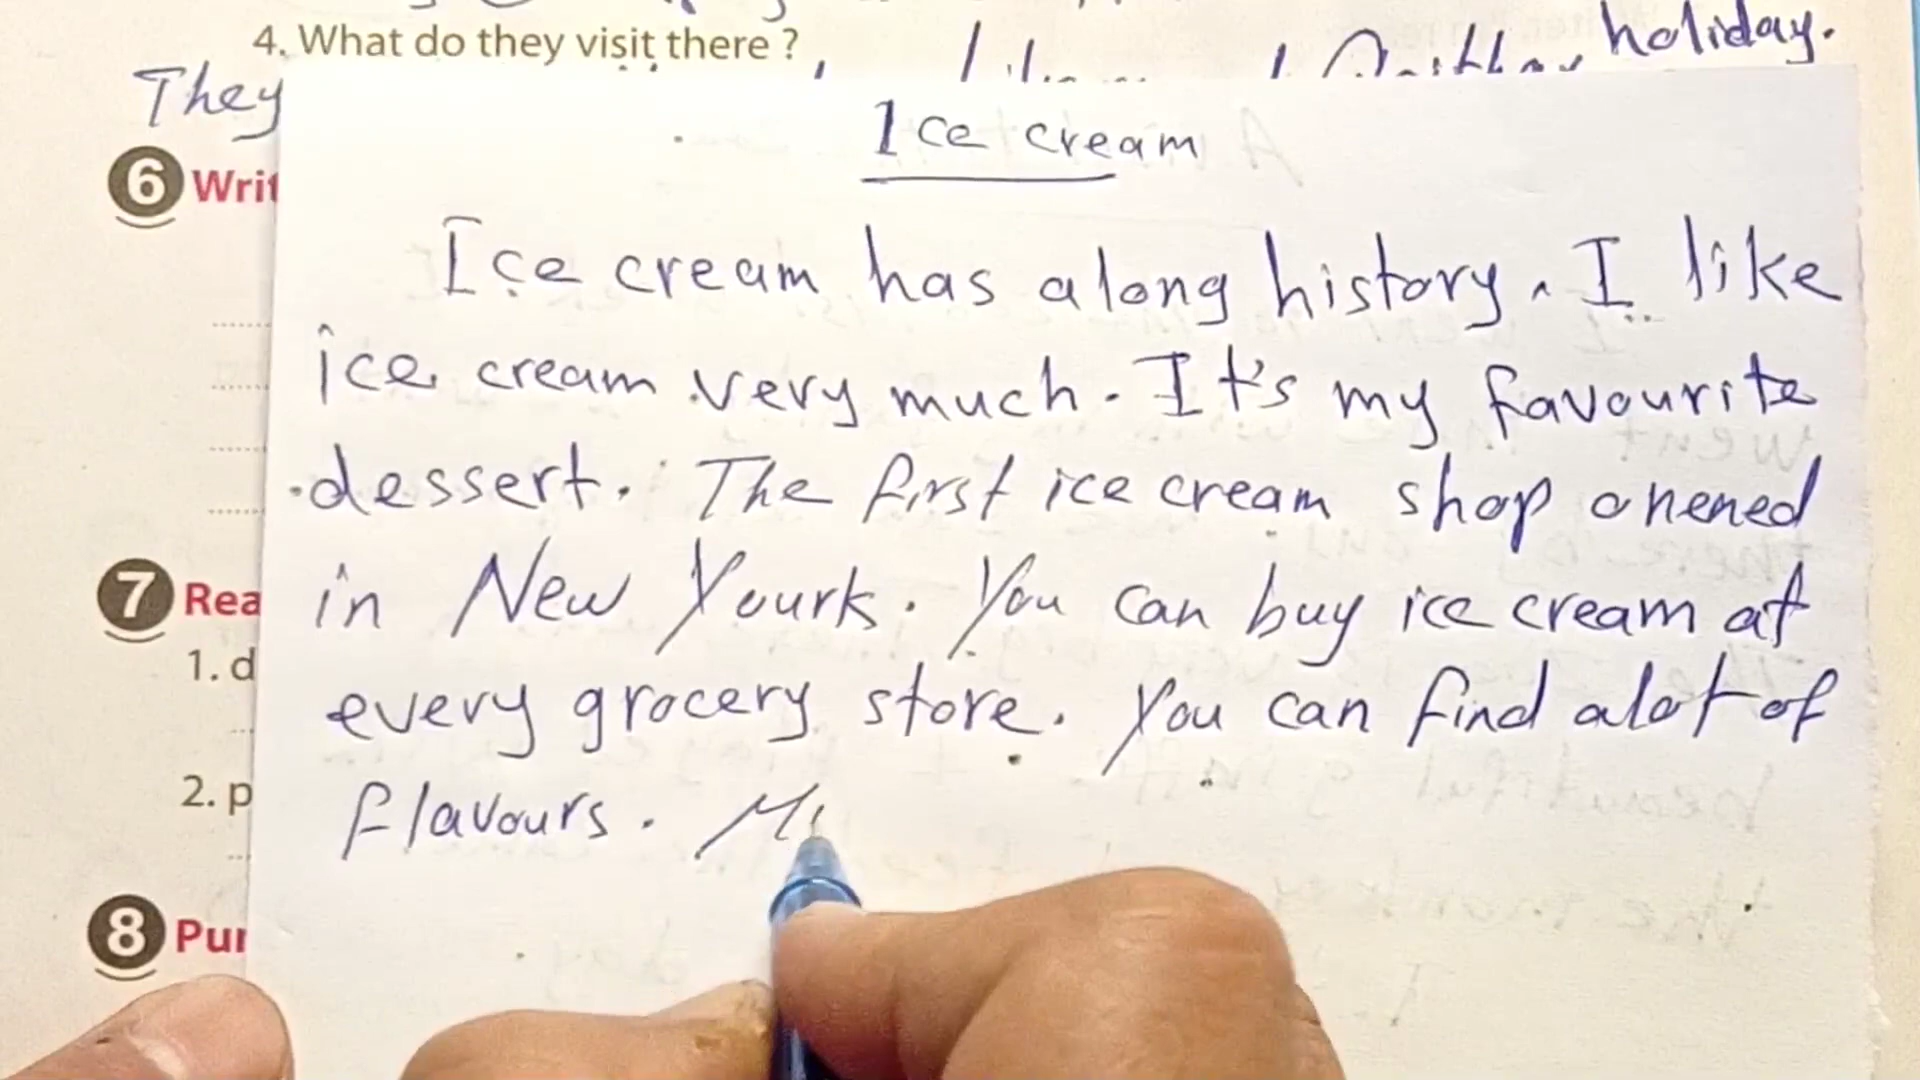 4. What do they visit there ?
holiday.
They
Ice cream
6 Writ
Ice cream has along history. I like
ice cream very much. It's my favourite
dessert. The first ice cream shop onened
in New Yourk. You can buy ice cream at
7 Rea
1. d
every grocery store. You can find alot of
2. p
flavours. My
8 Pur